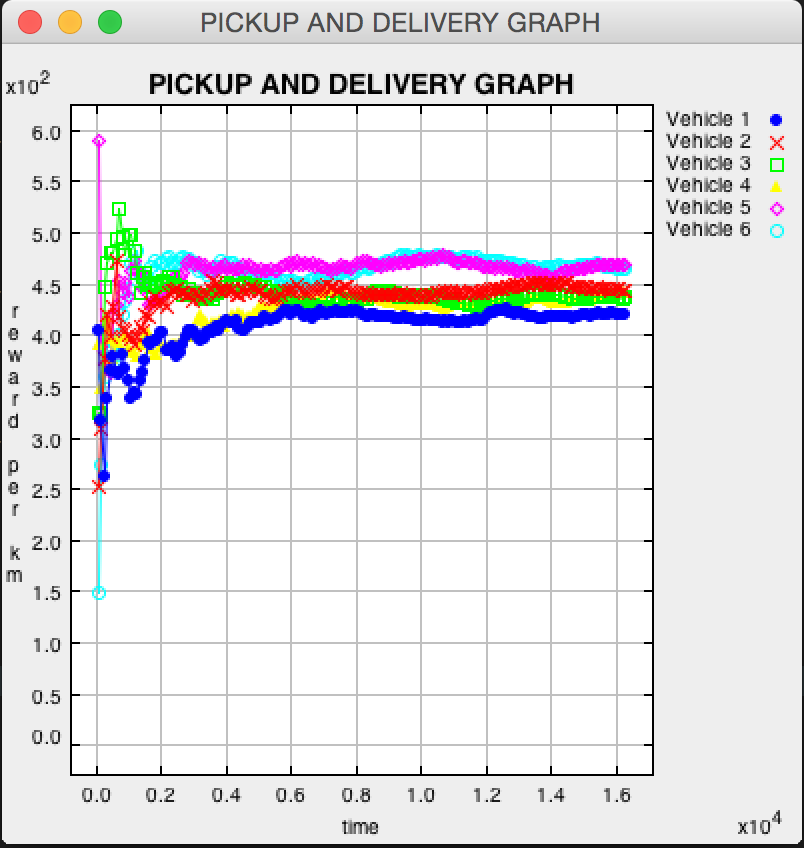 PICKUP AND DELIVERY GRAPH
x10²
PICKUP AND DELIVERY GRAPH
Vehicle 1
Vehicle 2
Vehicle 3
Vehicle 4
Vehicle 5
Vehicle 6
6.0
5.5
5.0
4.5
4.0
3.5
3.0
2.5
2.0
1.5
1.0
0.5
0.0
reward per km
0.0 0.2 0.4 0.6 0.8 1.0 1.2 1.4 1.6
time
x10⁴